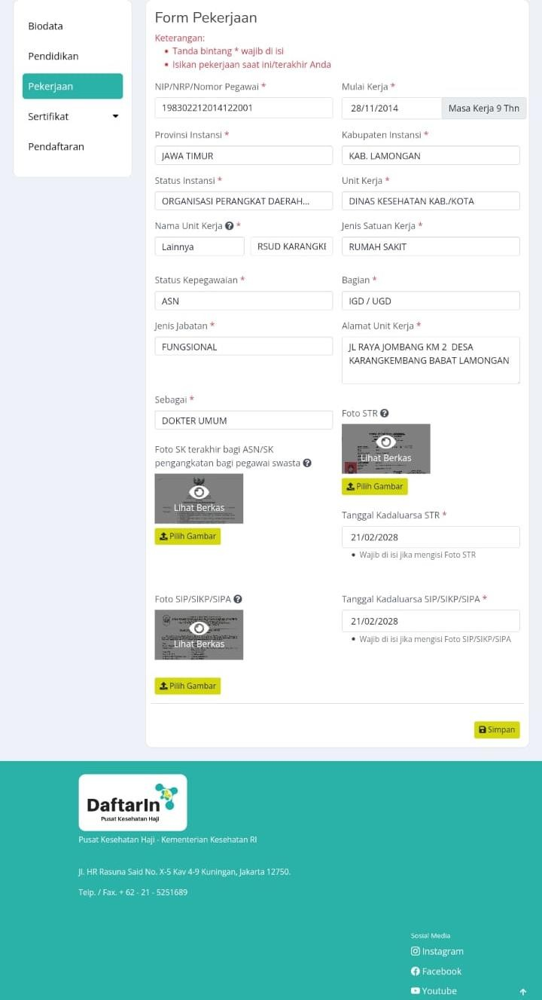 Biodata
Pendidikan
Pekerjaan
Sertifikat
Pendaftaran
Form Pekerjaan
Keterangan:
Tanda bintang * wajib di isi
Isikan pekerjaan saat ini/terakhir Anda
NIP/NRP/Nomor Pegawai *
198302212014122001
Mulai Kerja *
28/11/2014 Masa Kerja 9 Thn
Provinsi Instansi *
JAWA TIMUR
Kabupaten Instansi *
KAB. LAMONGAN
Status Instansi *
ORGANISASI PERANGKAT DAERAH...
Unit Kerja *
DINAS KESEHATAN KAB./KOTA
Nama Unit Kerja *
Lainnya RSUD KARANGKE
Jenis Satuan Kerja *
RUMAH SAKIT
Status Kepegawaian *
ASN
Bagian *
IGD / UGD
Jenis Jabatan *
FUNGSIONAL
Alamat Unit Kerja *
JL RAYA JOMBANG KM 2 DESA
KARANGKEMBANG BABAT LAMONGAN
Sebagai *
DOKTER UMUM
Foto STR
Lihat Berkas
Pilih Gambar
Foto SK terakhir bagi ASN/SK
pengangkatan bagi pegawai swasta
Lihat Berkas
Pilih Gambar
Tanggal Kadaluarsa STR *
21/02/2028
Wajib di isi jika mengisi Foto STR
Foto SIP/SIKP/SIPA
Lihat Berkas
Pilih Gambar
Tanggal Kadaluarsa SIP/SIKP/SIPA *
21/02/2028
Wajib di isi jika mengisi Foto SIP/SIKP/SIPA
Simpan
DaftarIn
Pusat Kesehatan Haji
Pusat Kesehatan Haji - Kementerian Kesehatan RI
Jl. HR Rasuna Said No. X-5 Kav 4-9 Kuningan, Jakarta 12750.
Telp. / Fax. + 62 - 21 - 5251689
Sosial Media
Instagram
Facebook
Youtube